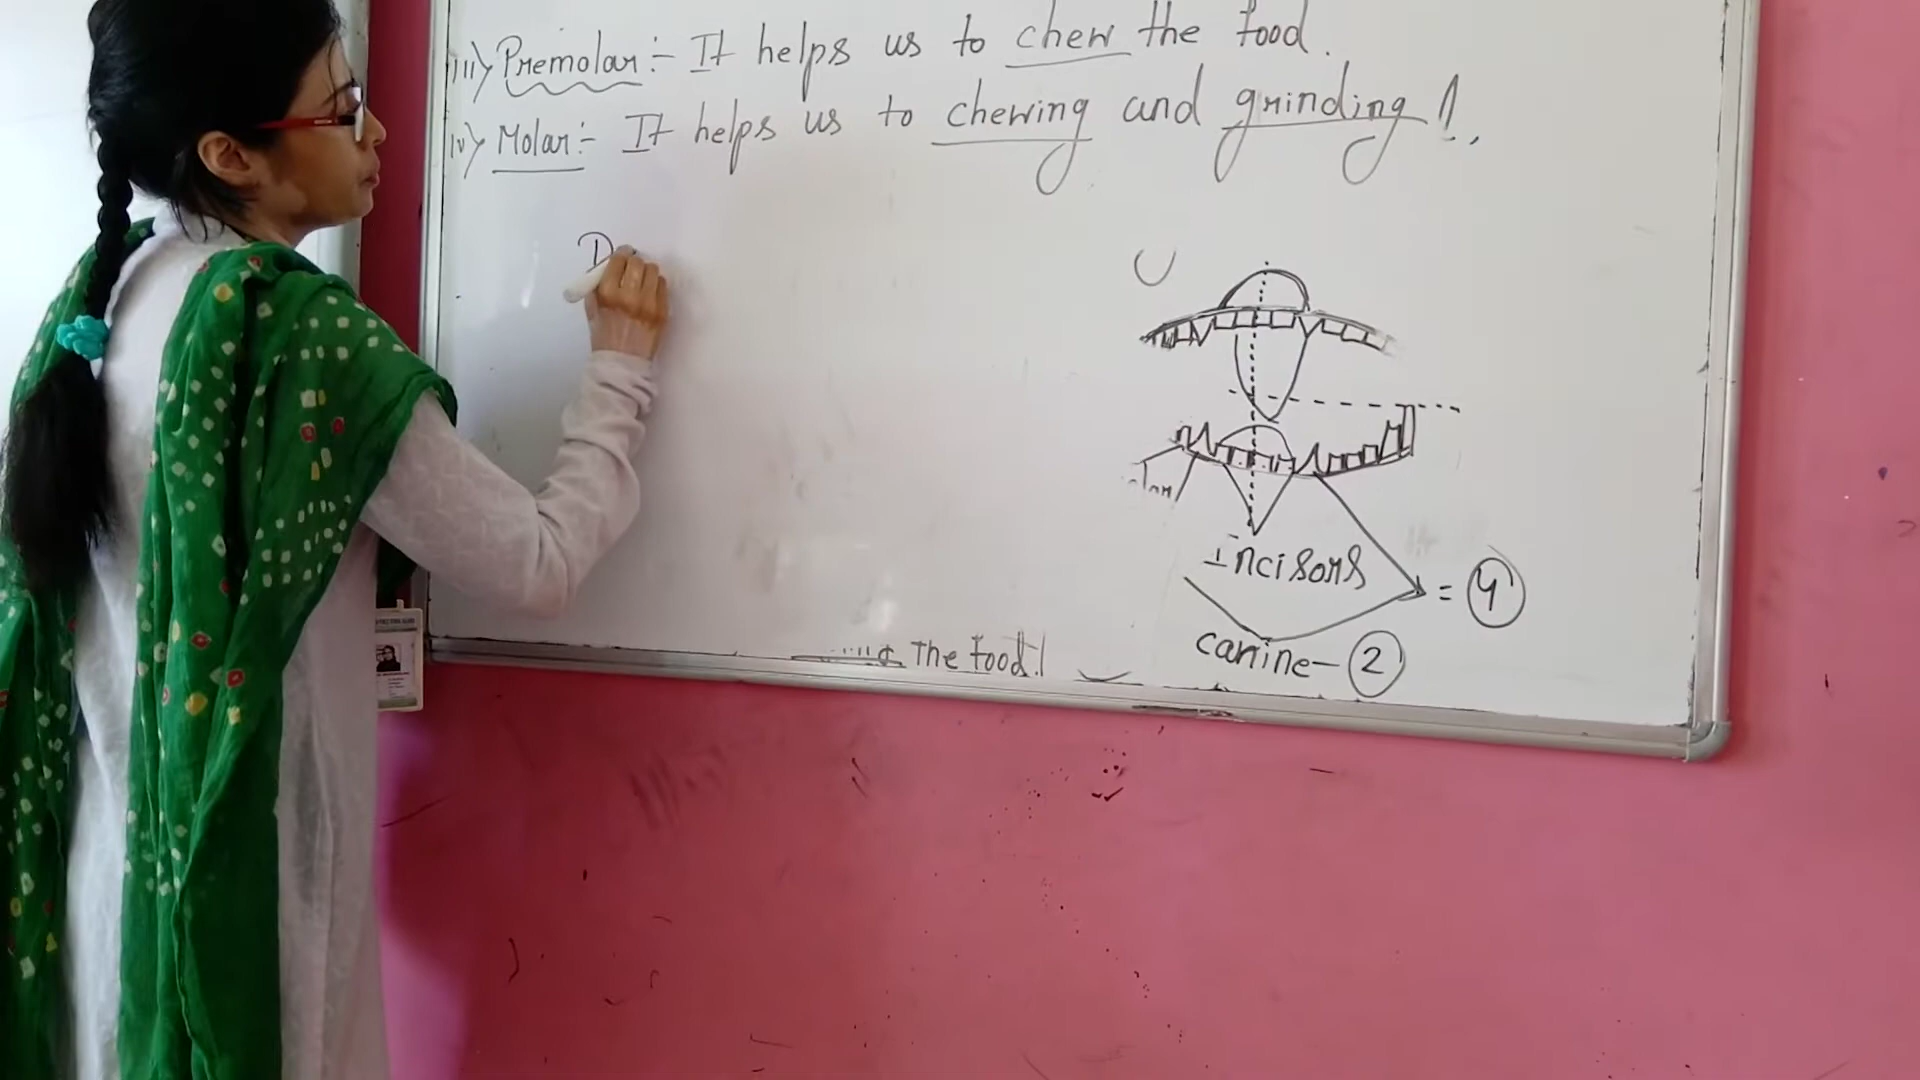 iii) Premolar :- It helps us to chew the food.
iv) Molar :- It helps us to chewing and grinding !.
D
Incisors
= 4
canine - 2
the food !